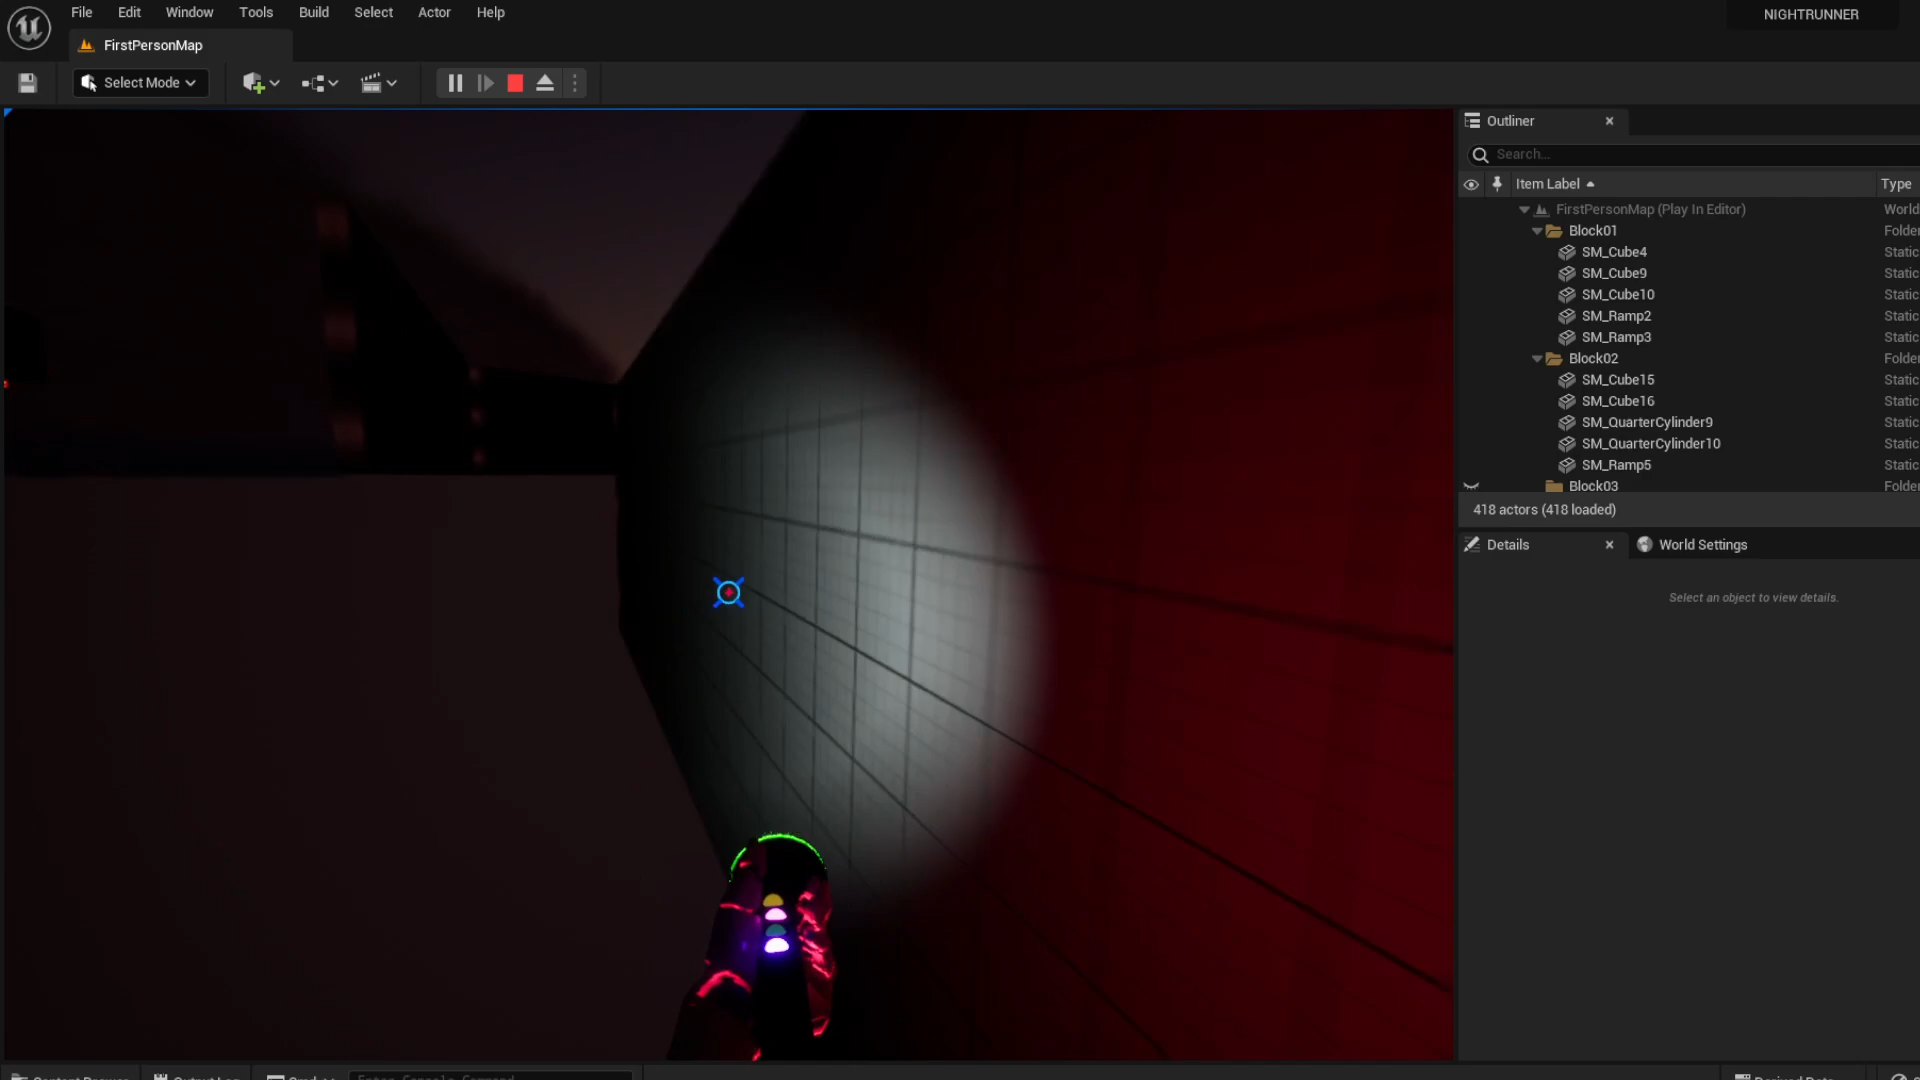 File Edit Window Tools Build Select Actor Help
NIGHTRUNNER
FirstPersonMap
Select Mode
Outliner
Search...
Item Label Type
FirstPersonMap (Play In Editor) World
Block01 Folde
SM_Cube4 Static
SM_Cube9 Static
SM_Cube10 Static
SM_Ramp2 Static
SM_Ramp3 Static
Block02 Folde
SM_Cube15 Static
SM_Cube16 Static
SM_QuarterCylinder9 Static
SM_QuarterCylinder10 Static
SM_Ramp5 Static
Block03 Folde
418 actors (418 loaded)
Details World Settings
Select an object to view details.